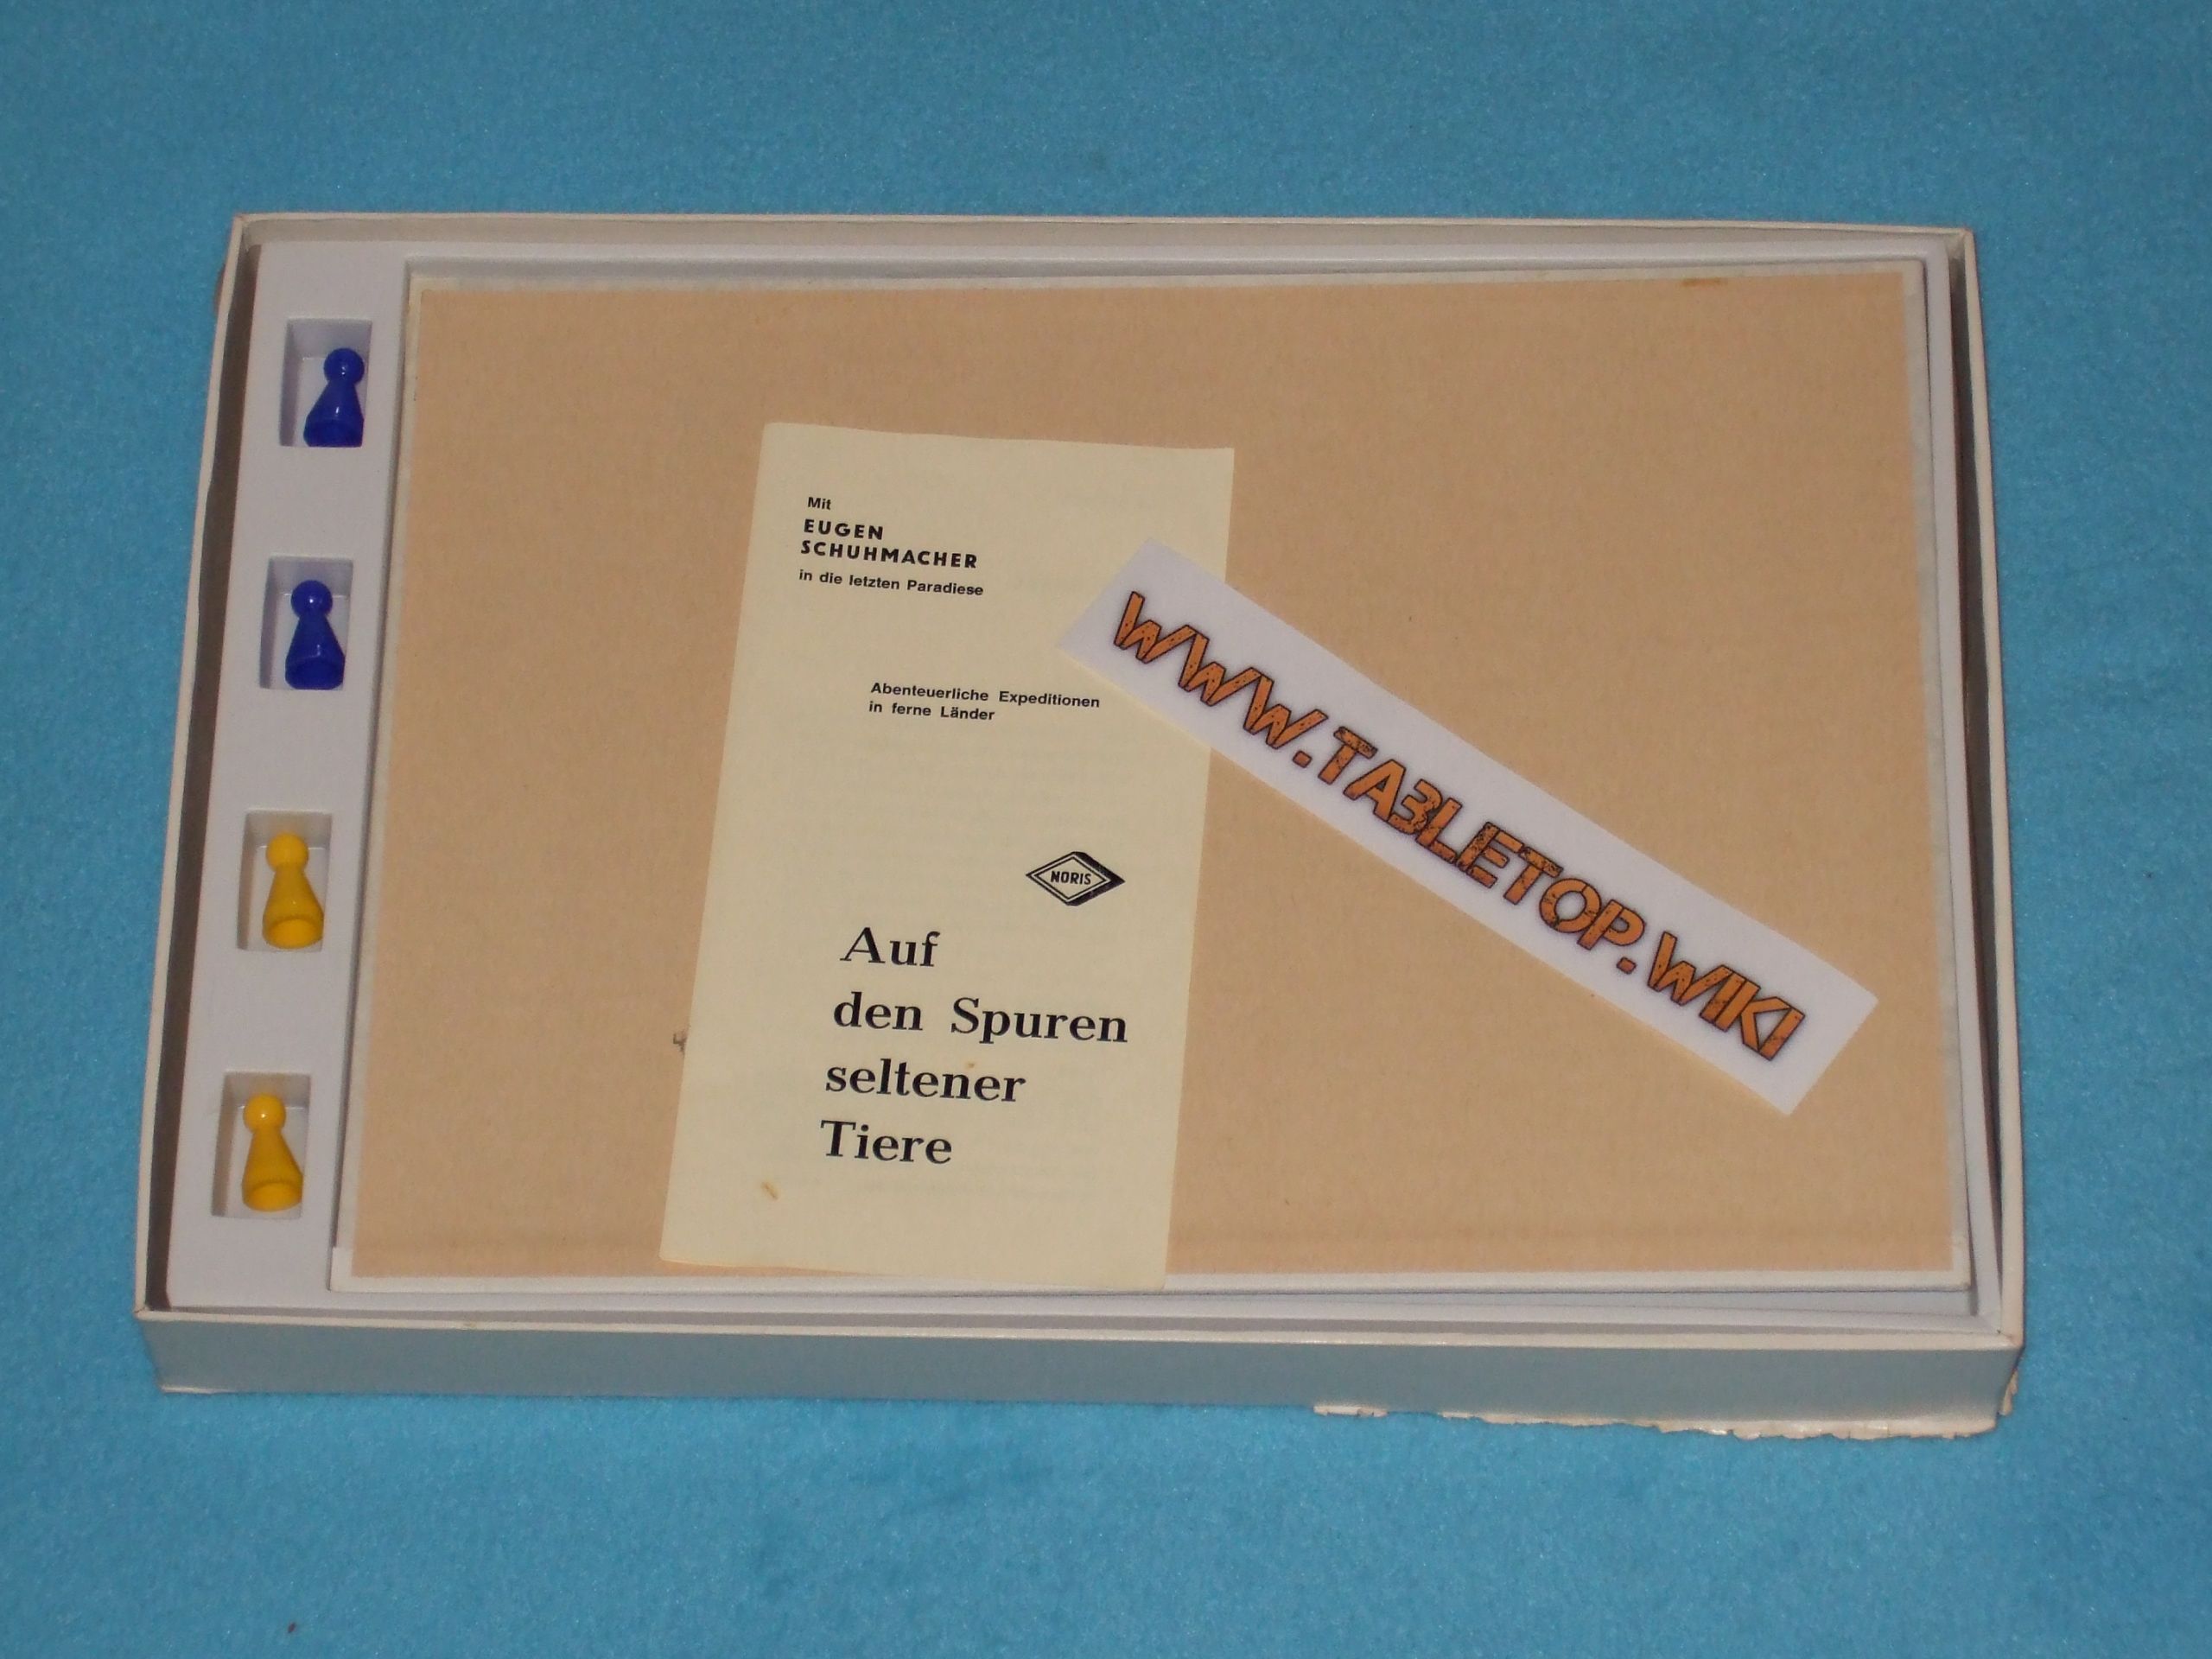 Mit
EUGEN
SCHUHMACHER
in die letzten Paradiese
Abenteuerliche Expeditionen
in ferne Länder
NORIS
Auf
den Spuren
seltener
Tiere
WWW.TABLETOP.WIKI